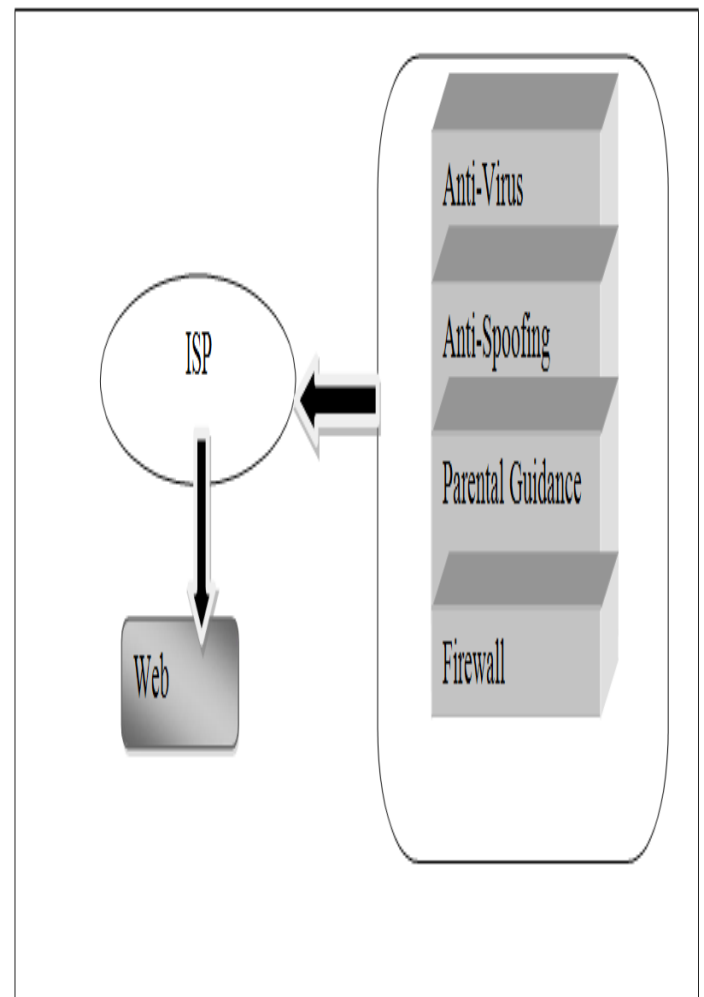 Anti-Virus
Anti-Spoofing
Parental Guidance
Firewall
ISP
Web